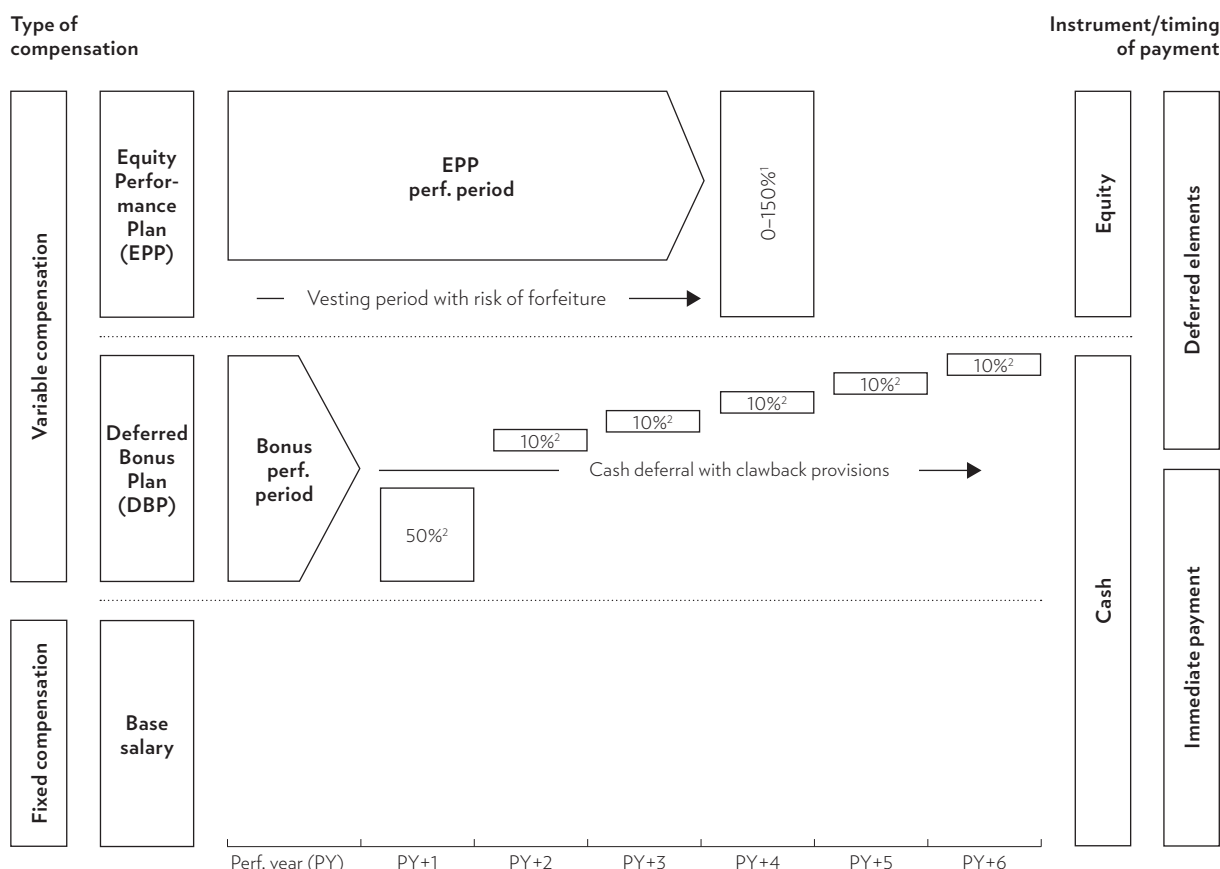 Type of
compensation
Instrument/timing
of payment
Variable compensation
Equity
Perfor-
mance
Plan
(EPP)
EPP
perf. period
0–150%¹
Vesting period with risk of forfeiture
Equity
Deferred elements
Deferred
Bonus
Plan
(DBP)
Bonus
perf.
period
50%²
10%²
10%²
10%²
10%²
10%²
Cash deferral with clawback provisions
Cash
Immediate payment
Fixed compensation
Base
salary
Perf. year (PY) PY+1 PY+2 PY+3 PY+4 PY+5 PY+6